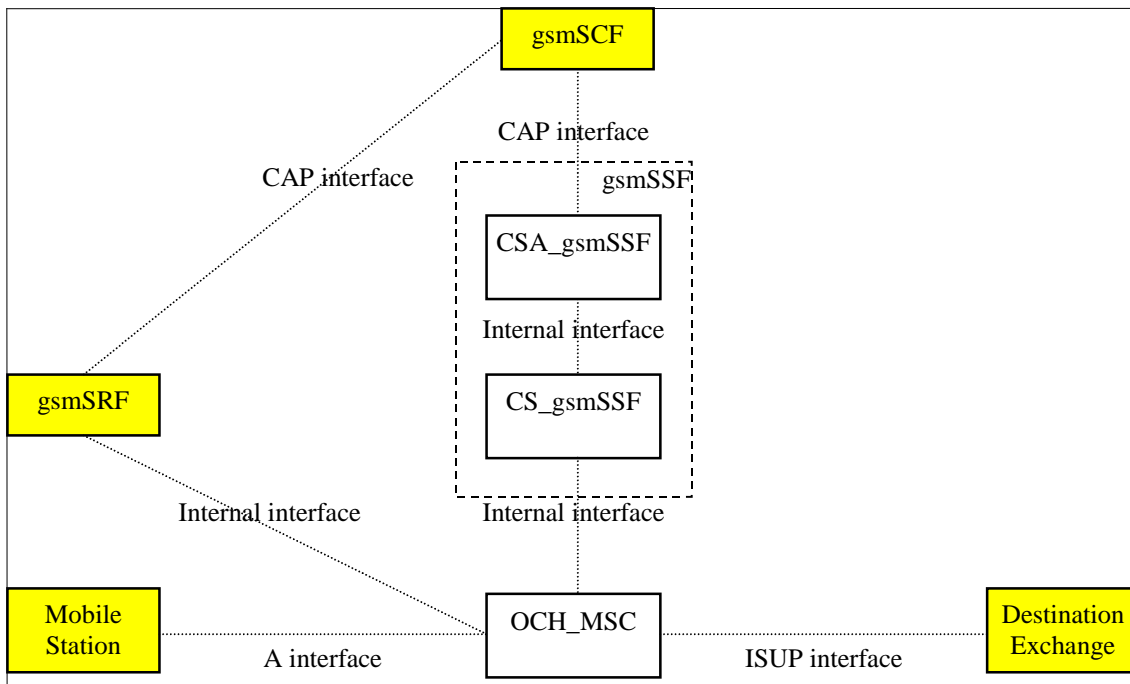 gsmSCF
CAP interface
CAP interface
gsmSSF
CSA_gsmSSF
Internal interface
gsmSRF
CS_gsmSSF
Internal interface
Internal interface
Mobile
Station
OCH_MSC
Destination
Exchange
A interface
ISUP interface